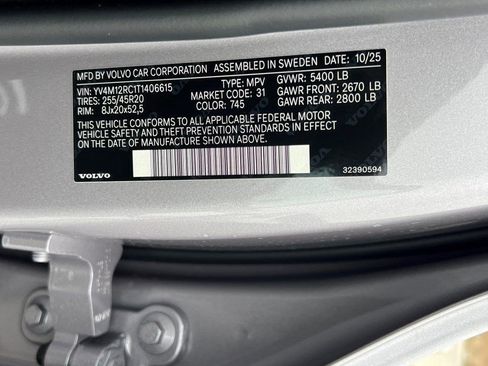 MFD BY VOLVO CAR CORPORATION ASSEMBLED IN SWEDEN DATE: 10/25
VIN: YV4M12RC1T1406615 TYPE: MPV GVWR: 5400 LB
TIRES: 255/45R20 MARKET CODE: 31 GAWR FRONT: 2670 LB
RIM: 8Jx20x52,5 COLOR: 745 GAWR REAR: 2800 LB
THIS VEHICLE CONFORMS TO ALL APPLICABLE FEDERAL MOTOR
VEHICLE SAFETY AND THEFT PREVENTION STANDARDS IN EFFECT ON THE
DATE OF MANUFACTURE SHOWN ABOVE.
VOLVO 32390594